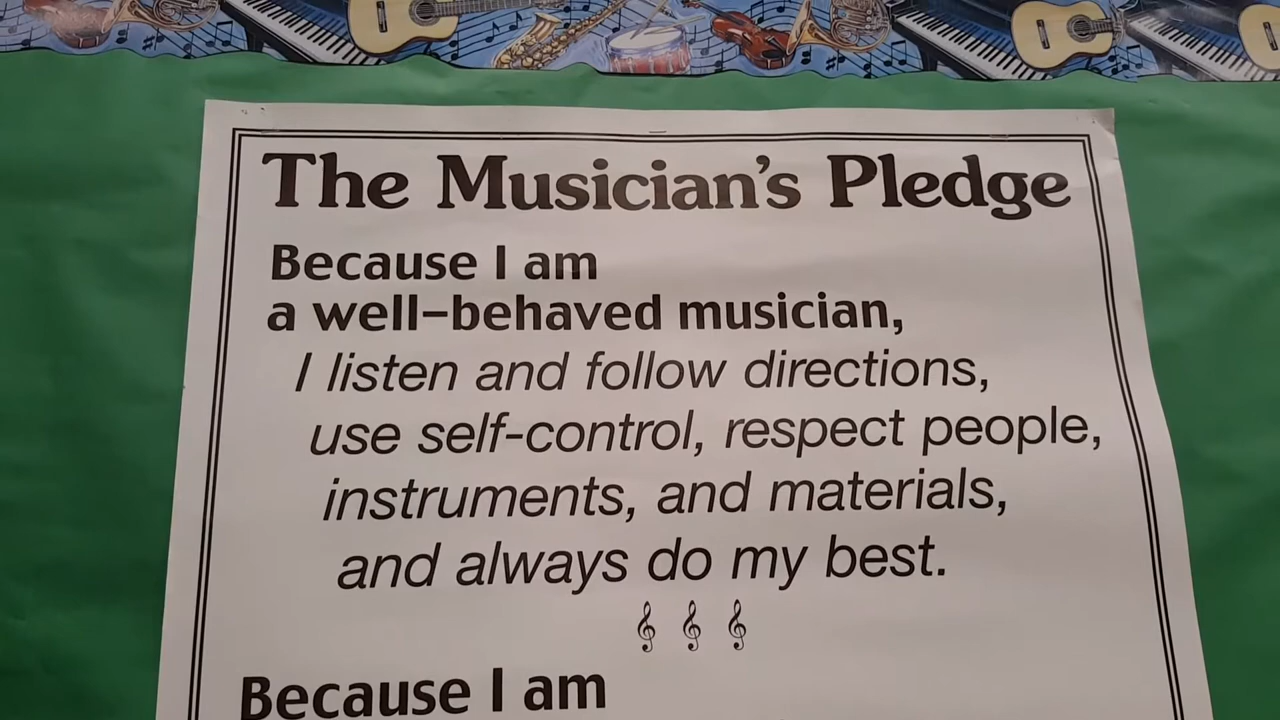 The Musician's Pledge
Because I am
a well-behaved musician,
I listen and follow directions,
use self-control, respect people,
instruments, and materials,
and always do my best.
Because I am